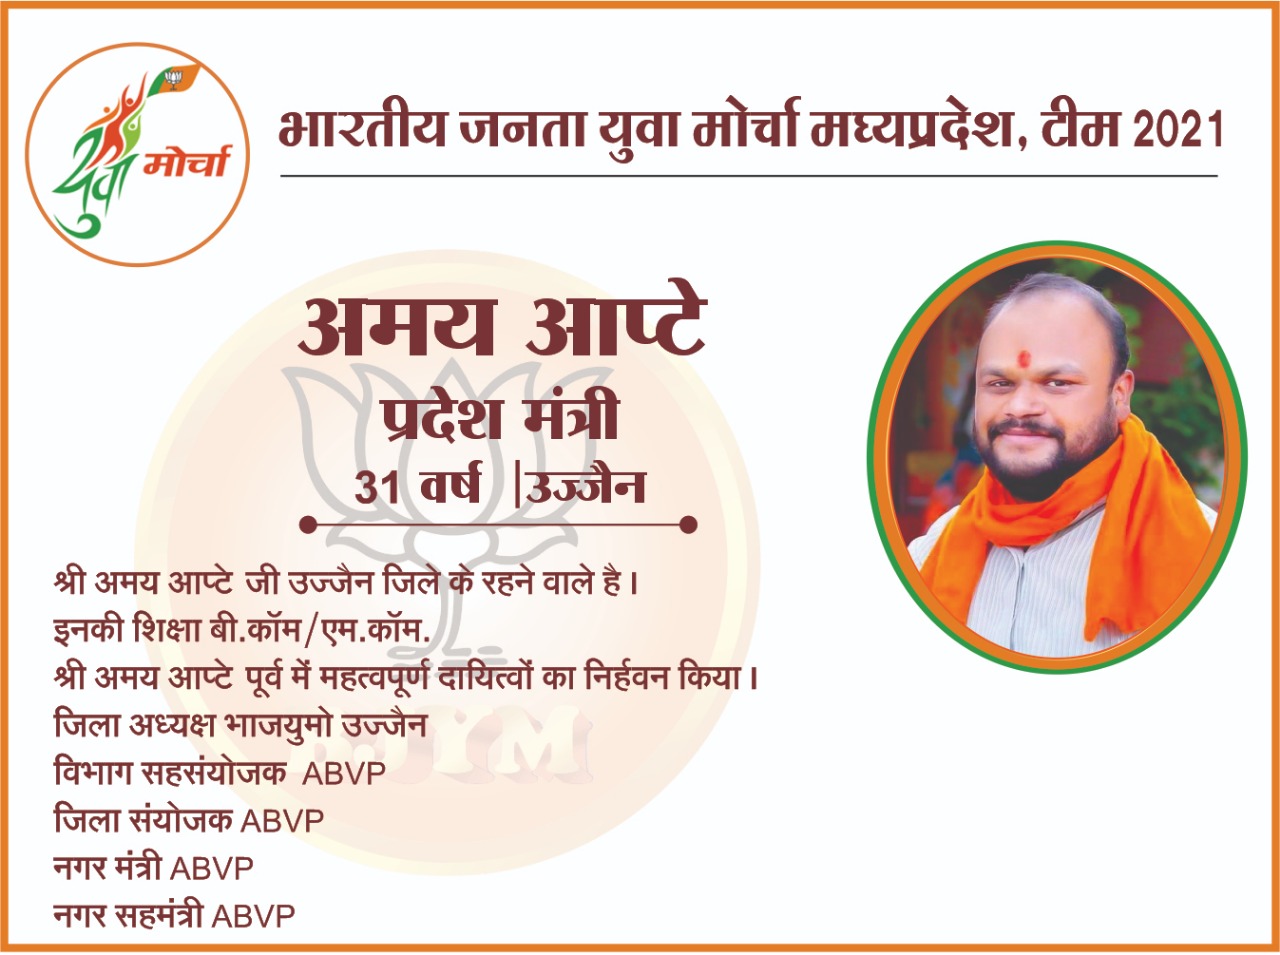 युवा मोर्चा
भारतीय जनता युवा मोर्चा मध्यप्रदेश, टीम 2021
अमय आप्टे
प्रदेश मंत्री
31 वर्ष |उज्जैन
श्री अमय आप्टे जी उज्जैन जिले के रहने वाले है।
इनकी शिक्षा बी.कॉम/एम.कॉम.
श्री अमय आप्टे पूर्व में महत्वपूर्ण दायित्वों का निर्हवन किया।
जिला अध्यक्ष भाजयुमो उज्जैन
BJYM
विभाग सहसंयोजक ABVP
जिला संयोजक ABVP
नगर मंत्री ABVP
नगर सहमंत्री ABVP